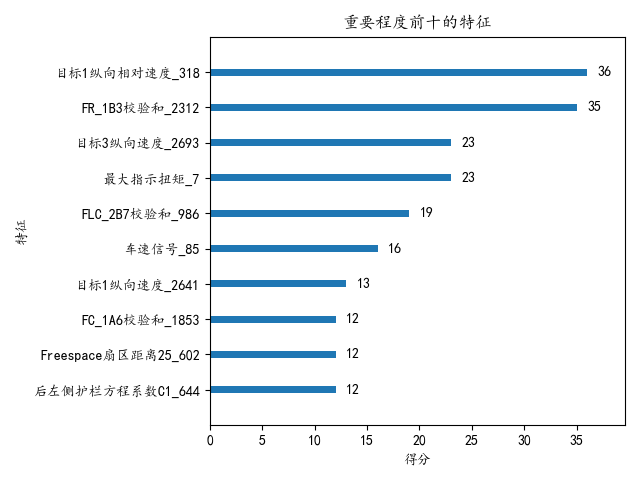 重要程度前十的特征
目标1纵向相对速度_318 36
FR_1B3校验和_2312 35
目标3纵向速度_2693 23
最大指示扭矩_7 23
FLC_2B7校验和_986 19
车速信号_85 16
目标1纵向速度_2641 13
FC_1A6校验和_1853 12
Freespace扇区距离25_602 12
后左侧护栏方程系数C1_644 12
特征
0 5 10 15 20 25 30 35
得分